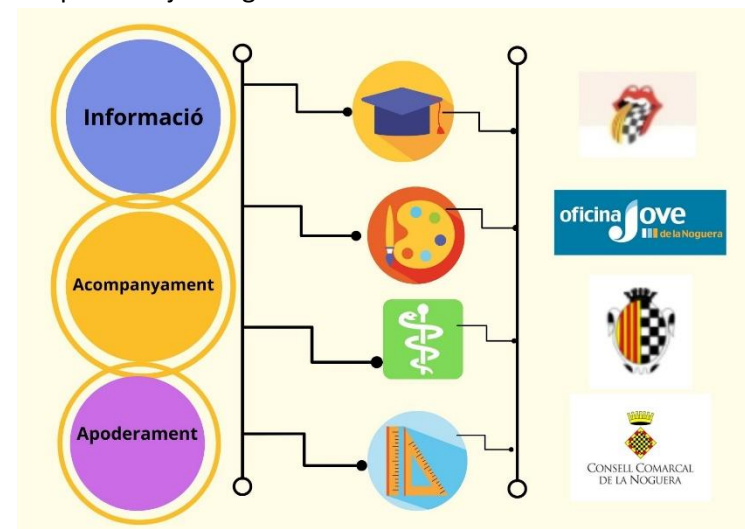 Informació
Acompanyament
Apoderament
oficina jove
de la Noguera
CONSELL COMARCAL
DE LA NOGUERA